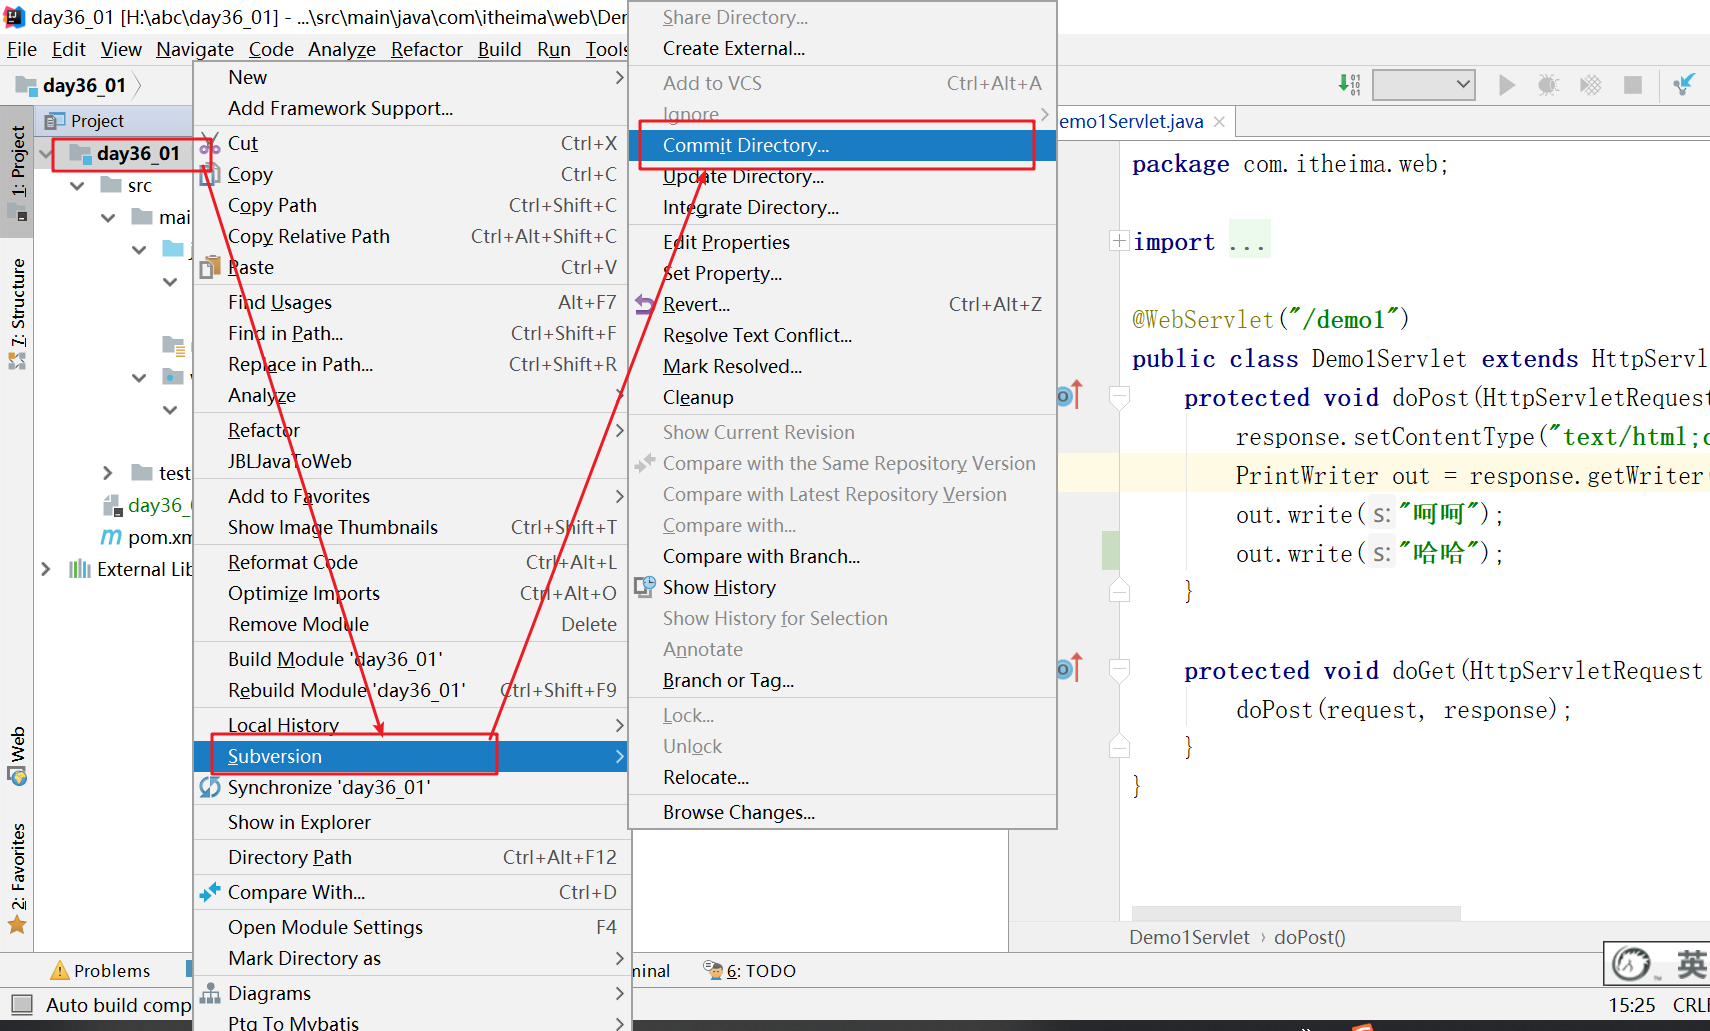 day36_01 [H:\abc\day36_01] - ...\src\main\java\com\itheima\web\De
File Edit View Navigate Code Analyze Refactor Build Run Tools
day36_01
Project
1: Project
7: Structure
Web
2: Favorites
day36_01
src
mai
test
day36_
pom.xm
External Lib
New
Add Framework Support...
Cut Ctrl+X
Copy Ctrl+C
Copy Path Ctrl+Shift+C
Copy Relative Path Ctrl+Alt+Shift+C
Paste Ctrl+V
Find Usages Alt+F7
Find in Path... Ctrl+Shift+F
Replace in Path... Ctrl+Shift+R
Analyze
Refactor
JBLJavaToWeb
Add to Favorites
Show Image Thumbnails Ctrl+Shift+T
Reformat Code Ctrl+Alt+L
Optimize Imports Ctrl+Alt+O
Remove Module Delete
Build Module 'day36_01'
Rebuild Module 'day36_01' Ctrl+Shift+F9
Local History
Subversion
Synchronize 'day36_01'
Show in Explorer
Directory Path Ctrl+Alt+F12
Compare With... Ctrl+D
Open Module Settings F4
Mark Directory as
Diagrams
Ptg To Mybatis
Share Directory...
Create External...
Add to VCS Ctrl+Alt+A
Ignore
Commit Directory...
Update Directory...
Integrate Directory...
Edit Properties
Set Property...
Revert... Ctrl+Alt+Z
Resolve Text Conflict...
Mark Resolved...
Cleanup
Show Current Revision
Compare with the Same Repository Version
Compare with Latest Repository Version
Compare with...
Compare with Branch...
Show History
Show History for Selection
Annotate
Branch or Tag...
Lock...
Unlock
Relocate...
Browse Changes...
emo1Servlet.java
package com.itheima.web;
import ...
@WebServlet("/demo1")
public class Demo1Servlet extends HttpServl
protected void doPost(HttpServletRequest
response.setContentType("text/html;c
PrintWriter out = response.getWriter(
out.write( s: "呵呵");
out.write( s: "哈哈");
}
protected void doGet(HttpServletRequest
doPost(request, response);
}
}
Demo1Servlet › doPost()
Problems
minal
6: TODO
英
Auto build comp
15:25 CRLF